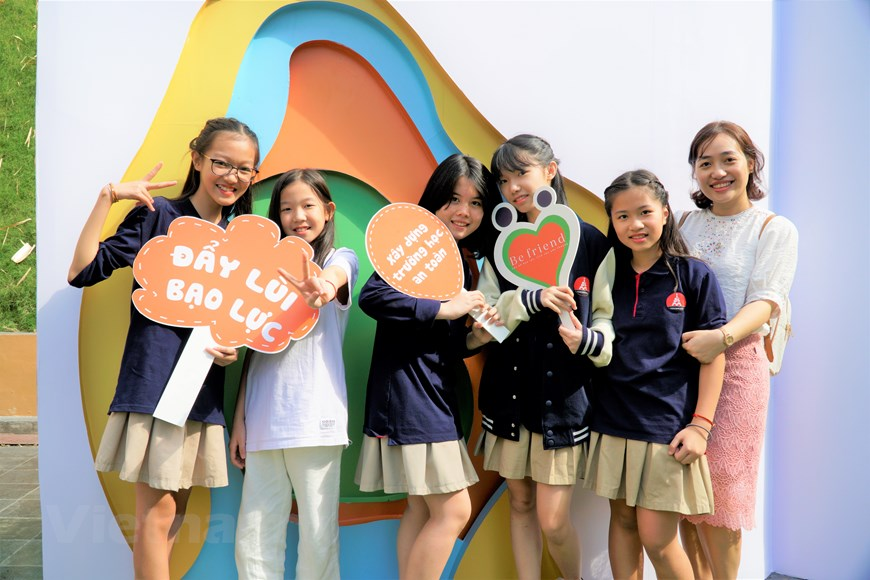 ĐẨY LÙI
BẠO LỰC
Xây dựng
trường học
an toàn
Be friend